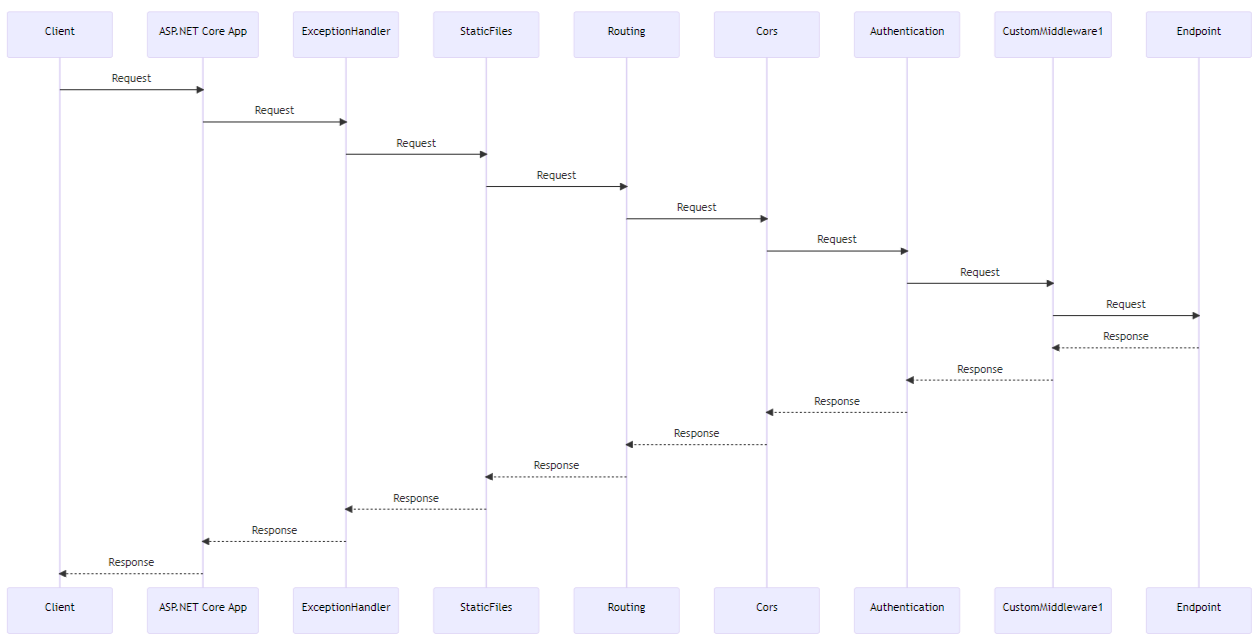 Client ASP.NET Core App ExceptionHandler StaticFiles Routing Cors Authentication CustomMiddleware1 Endpoint
Request
Request
Request
Request
Request
Request
Request
Request
Response
Response
Response
Response
Response
Response
Response
Response
Client ASP.NET Core App ExceptionHandler StaticFiles Routing Cors Authentication CustomMiddleware1 Endpoint